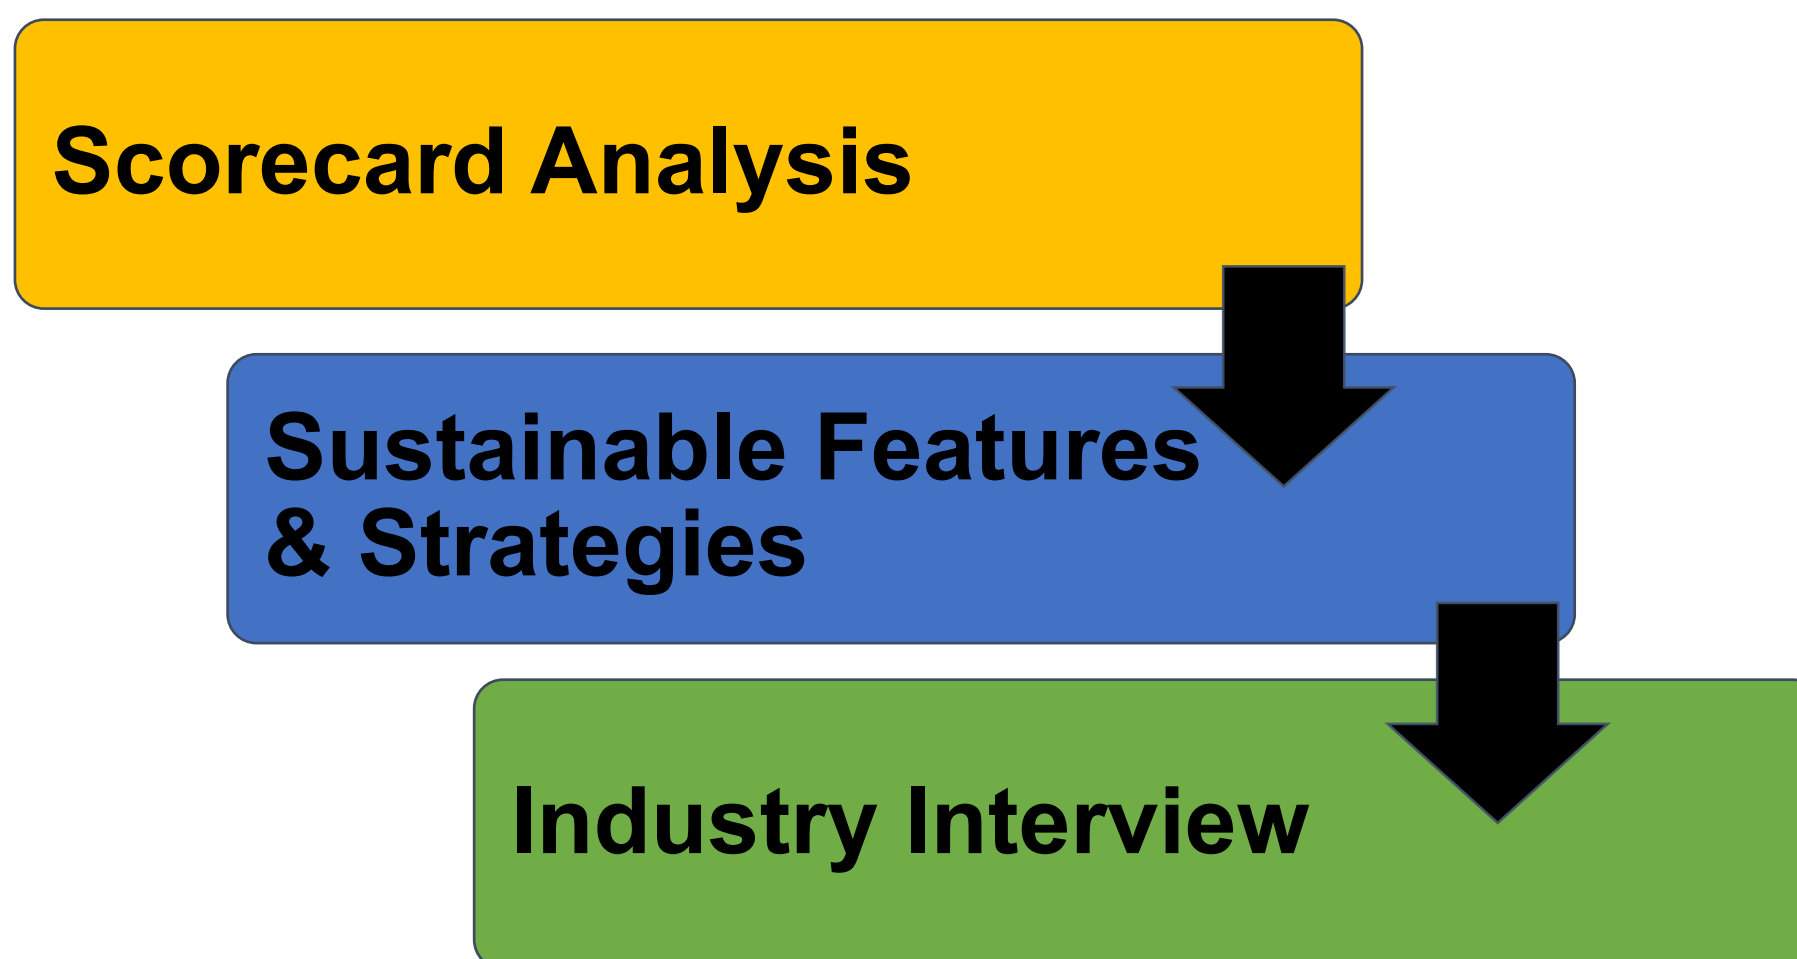 Scorecard Analysis
Sustainable Features
& Strategies
Industry Interview